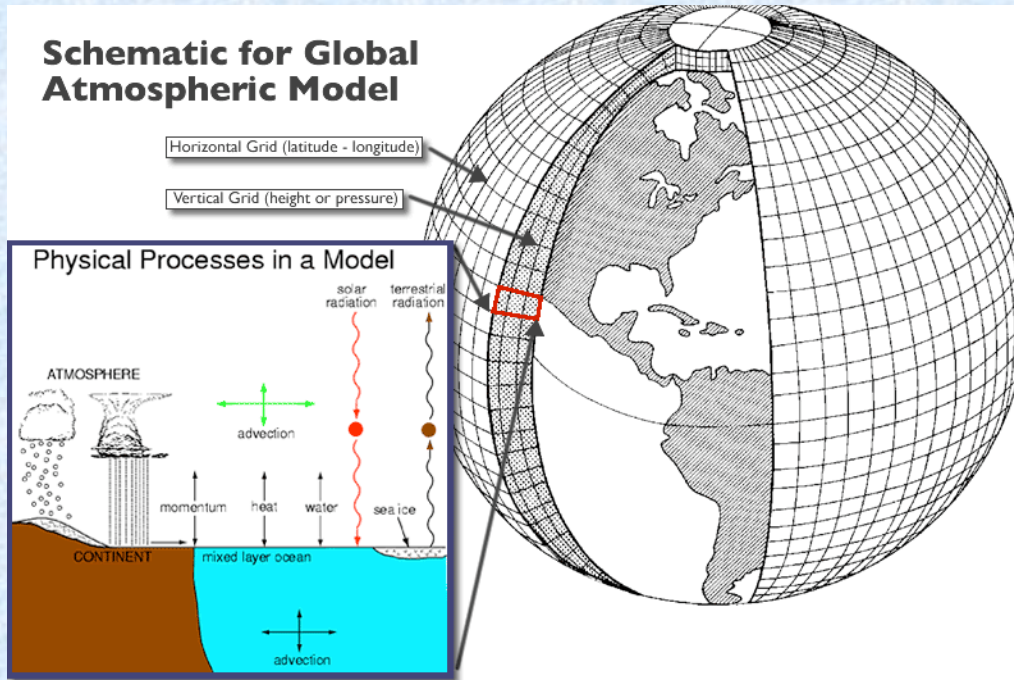 Schematic for Global
Atmospheric Model
Horizontal Grid (latitude - longitude)
Vertical Grid (height or pressure)
Physical Processes in a Model
solar
radiation
terrestrial
radiation
ATMOSPHERE
advection
momentum
heat
water
sea ice
CONTINENT
mixed layer ocean
advection